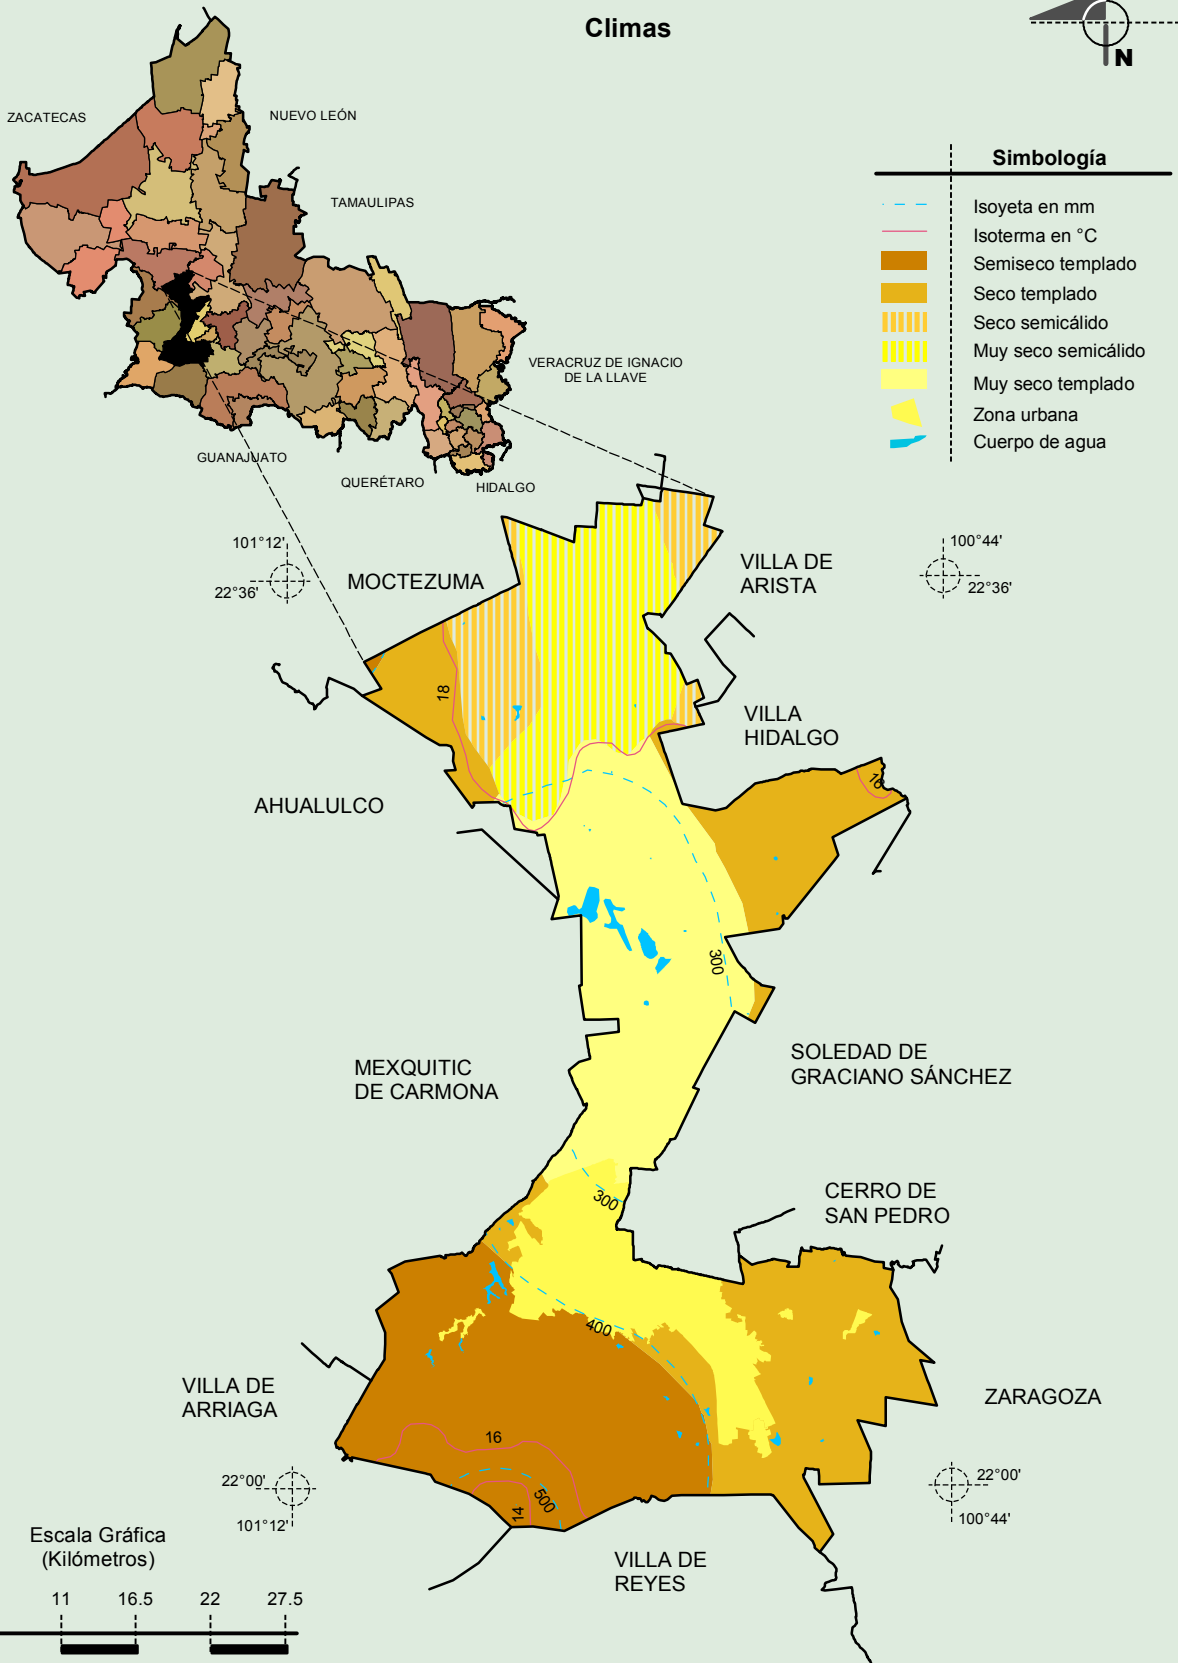 Climas
N
ZACATECAS
NUEVO LEÓN
TAMAULIPAS
VERACRUZ DE IGNACIO
DE LA LLAVE
GUANAJUATO
QUERÉTARO
HIDALGO
Simbología
Isoyeta en mm
Isoterma en °C
Semiseco templado
Seco templado
Seco semicálido
Muy seco semicálido
Muy seco templado
Zona urbana
Cuerpo de agua
101°12'
22°36'
100°44'
22°36'
MOCTEZUMA
VILLA DE
ARISTA
18
VILLA
HIDALGO
16
AHUALULCO
300
MEXQUITIC
DE CARMONA
SOLEDAD DE
GRACIANO SÁNCHEZ
300
CERRO DE
SAN PEDRO
400
VILLA DE
ARRIAGA
ZARAGOZA
16
500
14
22°00'
101°12'
22°00'
100°44'
VILLA DE
REYES
Escala Gráfica
(Kilómetros)
11 16.5 22 27.5